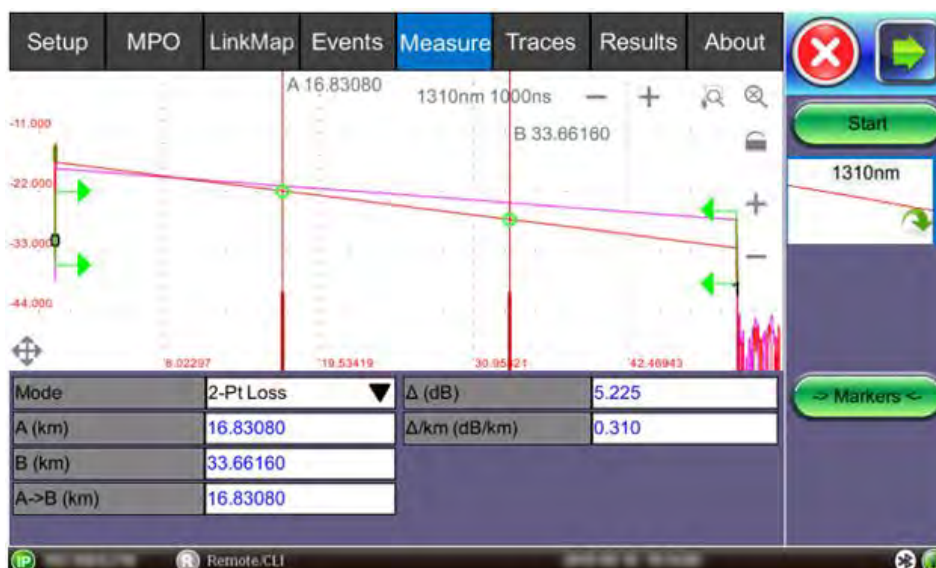 Setup MPO LinkMap Events Measure Traces Results About
A 16.83080
1310nm 1000ns
B 33.66160
Start
1310nm
-11.000
-22.000
-33.000
-44.000
8.02297 19.53419 42.46943
Mode 2-Pt Loss Δ (dB) 5.225
-> Markers <-
A (km) 16.83080 Δ/km (dB/km) 0.310
B (km) 33.66160
A->B (km) 16.83080
IP R Remote/CLI